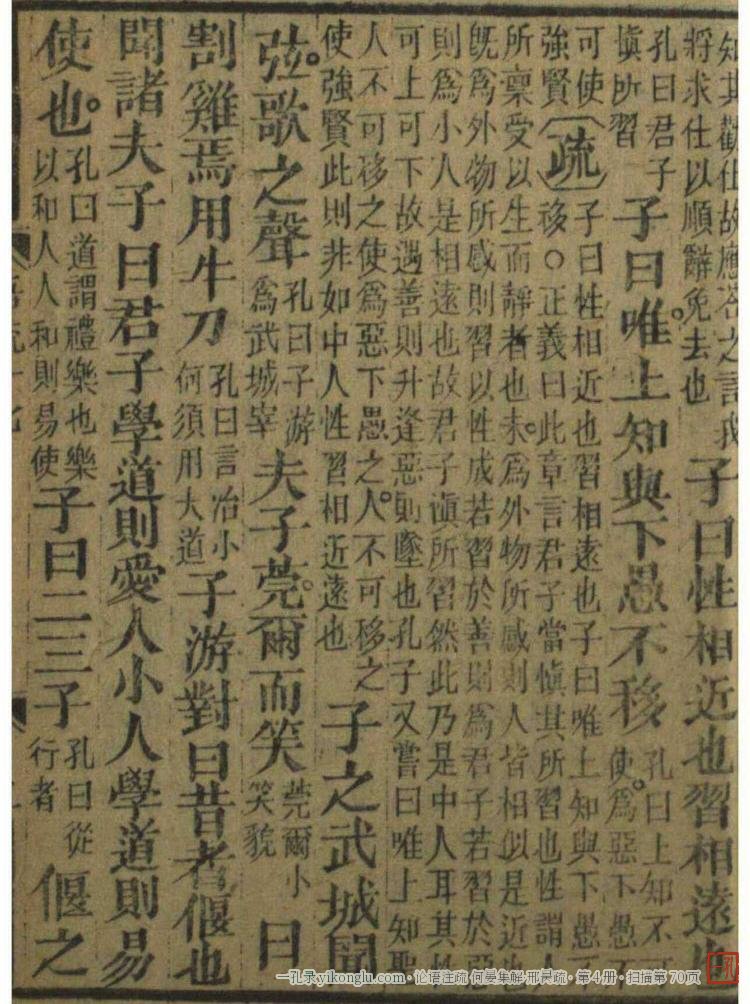 知其勸仕故應荅之言我
將求仕以順辭免去也
子曰性相近也習相遠也
孔曰君子
愼所習
子曰唯上知與下愚不移
孔曰上知不可
使爲惡下愚不
可使
強賢
疏
子曰性相近也習相遠也子曰唯上知與下愚不
移○正義曰此章言君子當愼其所習也性謂人
所稟受以生而靜者也未爲外物所感則人皆相似是近也
旣爲外物所感則習以性成若習於善則爲君子若習於惡
則爲小人是相遠也故君子愼所習然此乃是中人耳其性
可上可下故遇善則升逢惡則墜也孔子又嘗曰唯上知聖
人不可移之使爲惡下愚之人不可移之
使強賢此則非如中人性習相近遠也
子之武城聞
弦歌之聲
孔曰子游
爲武城宰
夫子莞爾而笑
莞爾小
笑貌
曰
割雞焉用牛刀
孔曰言治小
何須用大道
子游對曰昔者偃也
聞諸夫子曰君子學道則愛人小人學道則易
使也
孔曰道謂禮樂也樂
以和人人和則易使
子曰二三子
孔曰從
行者
偃之
一孔录yikonglu.com·论语注疏·何晏集解·邢昺疏·第4册·扫描第70页